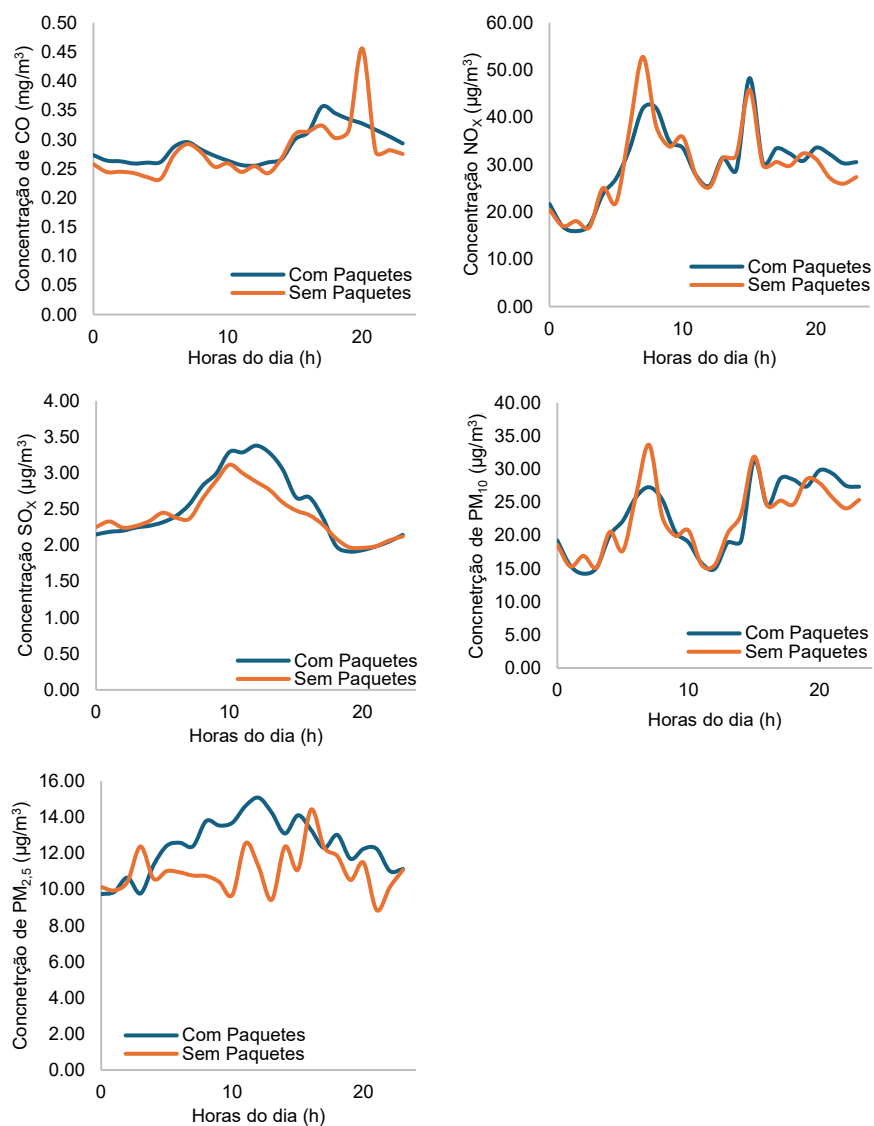 Concentração de CO (mg/m³)
0.50
0.45
0.40
0.35
0.30
0.25
0.20
0.15
0.10
0.05
0.00
Com Paquetes
Sem Paquetes
0 10 20
Horas do dia (h)
Concentração NOX (µg/m³)
60.00
50.00
40.00
30.00
20.00
10.00
0.00
Com Paquetes
Sem Paquetes
0 10 20
Horas do dia (h)
Concentração SOX (µg/m³)
4.00
3.50
3.00
2.50
2.00
1.50
1.00
0.50
0.00
Com Paquetes
Sem Paquetes
0 10 20
Horas do dia (h)
Concnetrção de PM10 (µg/m³)
40.00
35.00
30.00
25.00
20.00
15.00
10.00
5.00
0.00
Com Paquetes
Sem Paquetes
0 10 20
Horas do dia (h)
Concnetrção de PM2,5 (µg/m³)
16.00
14.00
12.00
10.00
8.00
6.00
4.00
2.00
0.00
Com Paquetes
Sem Paquetes
0 10 20
Horas do dia (h)